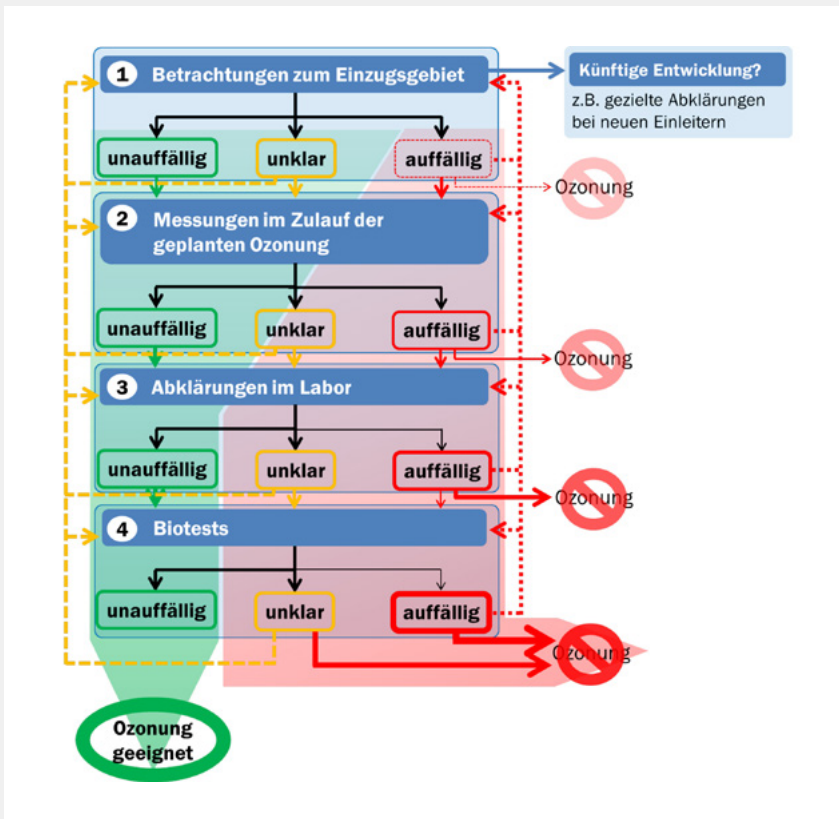 1 Betrachtungen zum Einzugsgebiet
Künftige Entwicklung?
z.B. gezielte Abklärungen
bei neuen Einleitern
unauffällig unklar auffällig
Ozonung
2 Messungen im Zulauf der
geplanten Ozonung
unauffällig unklar auffällig
Ozonung
3 Abklärungen im Labor
unauffällig unklar auffällig
Ozonung
4 Biotests
unauffällig unklar auffällig
Ozonung
Ozonung
geeignet